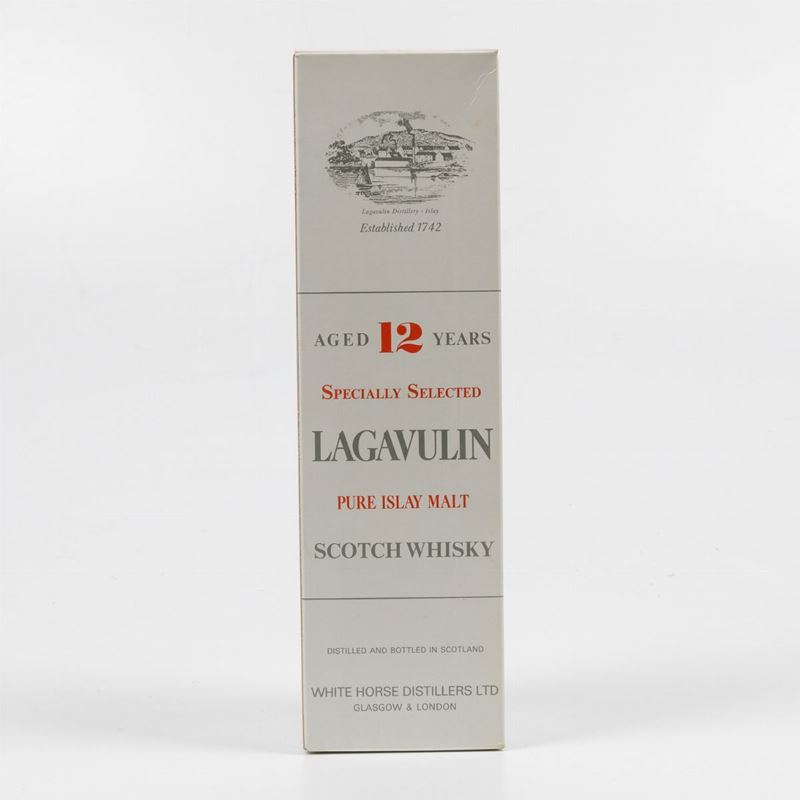 Lagavulin Distillery - Islay
Established 1742
AGED 12 YEARS
SPECIALLY SELECTED
LAGAVULIN
PURE ISLAY MALT
SCOTCH WHISKY
DISTILLED AND BOTTLED IN SCOTLAND
WHITE HORSE DISTILLERS LTD
GLASGOW & LONDON